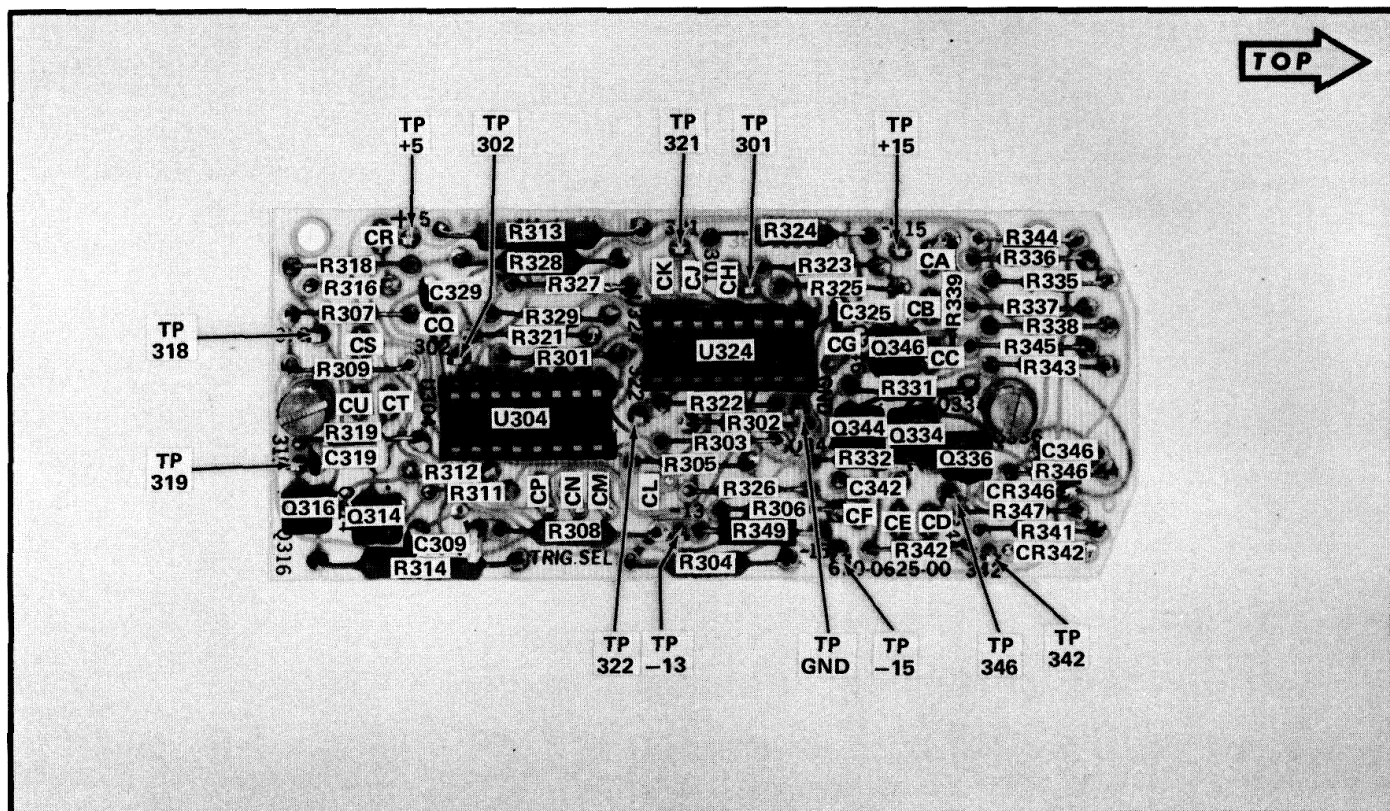 TOP
TP +5
TP 302
TP 321
TP 301
TP +15
CR
R313
R324
R344
R318
R328
CK
CJ
CH
R323
CA
R336
R316
C329
R327
R325
R339
R335
R307
CQ
R329
C325
CB
R337
R338
TP 318
CS
302
R321
U324
CG
Q346
CC
R345
R309
R301
R343
CU
CT
U304
R322
R331
R319
R302
Q344
Q334
C319
R303
R332
Q336
C346
TP 319
R312
R305
R346
R311
CP
CN
CM
CL
R326
C342
CR346
Q316
Q314
R306
CF
CE
CD
R347
C309
R308
R349
R341
R314
TRIG.SEL
R304
R342
CR342
Q316
342
TP 322
TP −13
TP GND
TP −15
TP 346
TP 342